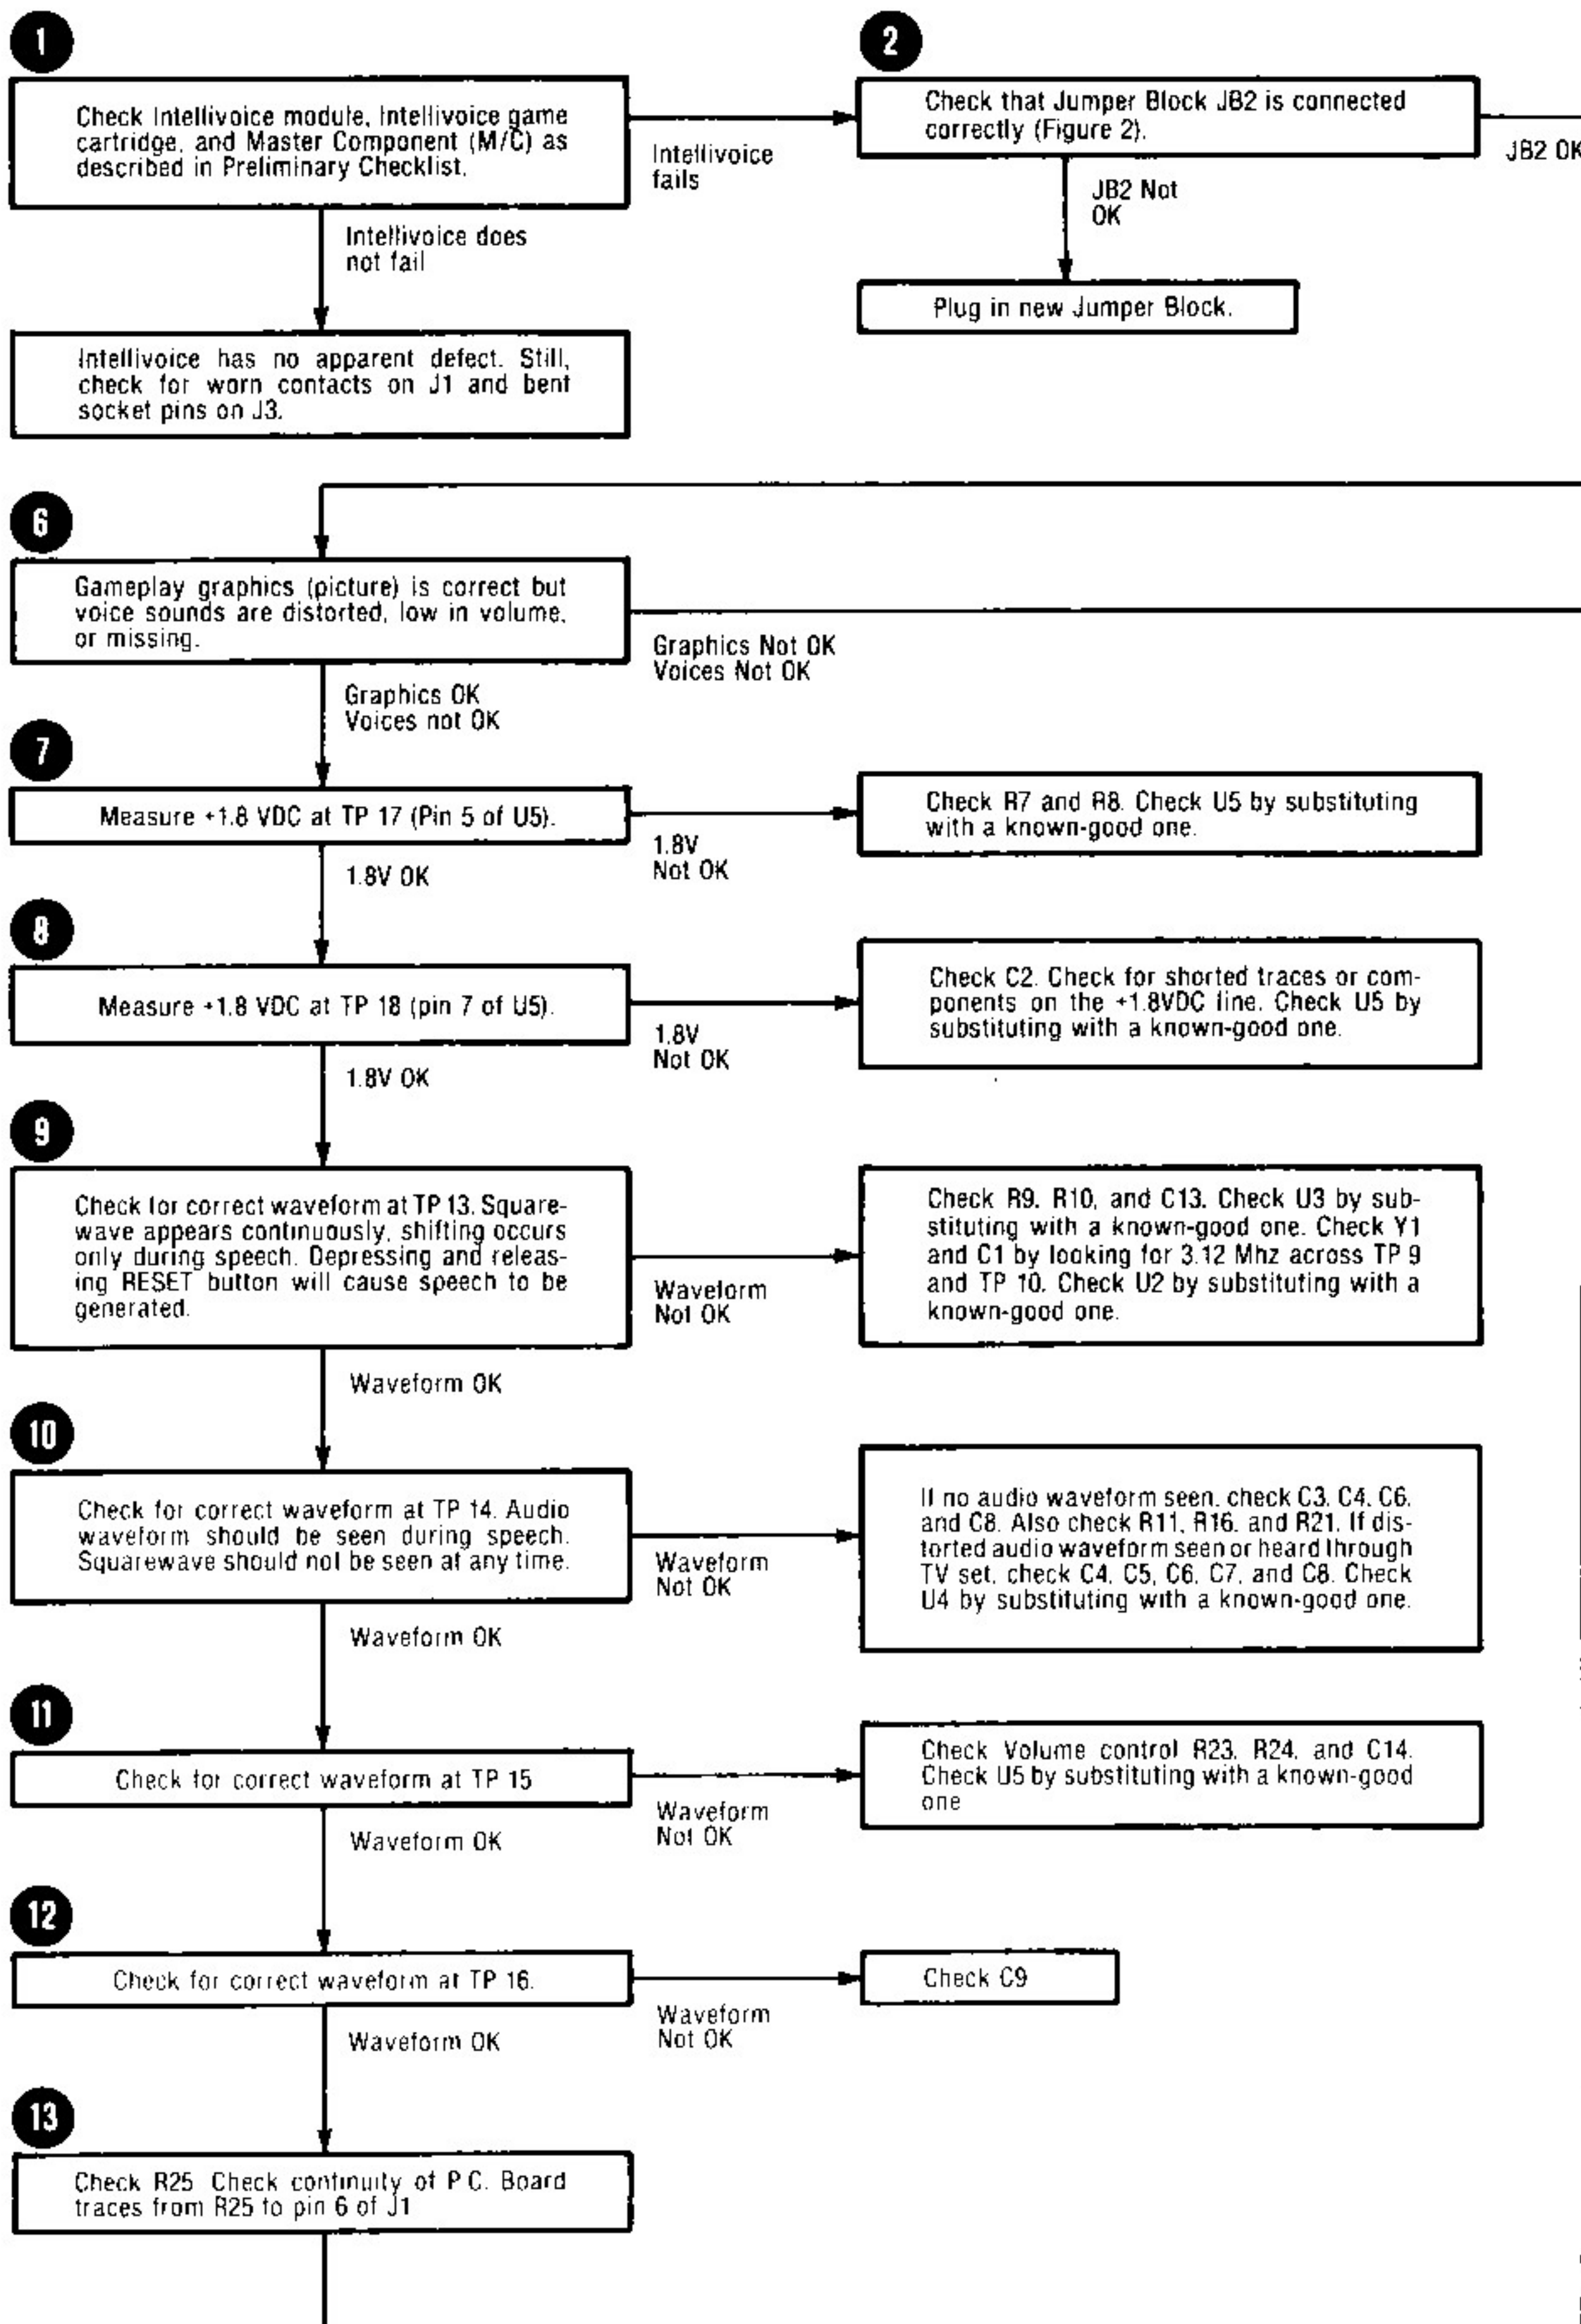 1
Check Intellivoice module, Intellivoice game
cartridge, and Master Component (M/C) as
described in Preliminary Checklist.
Intellivoice
fails
Intellivoice does
not fail
Intellivoice has no apparent defect. Still,
check for worn contacts on J1 and bent
socket pins on J3.
2
Check that Jumper Block JB2 is connected
correctly (Figure 2).
JB2 OK
JB2 Not
OK
Plug in new Jumper Block.
6
Gameplay graphics (picture) is correct but
voice sounds are distorted, low in volume,
or missing.
Graphics Not OK
Voices Not OK
Graphics OK
Voices not OK
7
Measure +1.8 VDC at TP 17 (Pin 5 of U5).
1.8V
Not OK
Check R7 and R8. Check U5 by substituting
with a known-good one.
1.8V OK
8
Measure +1.8 VDC at TP 18 (pin 7 of U5).
1.8V
Not OK
Check C2. Check for shorted traces or com-
ponents on the +1.8VDC line. Check U5 by
substituting with a known-good one.
1.8V OK
9
Check for correct waveform at TP 13. Square-
wave appears continuously, shifting occurs
only during speech. Depressing and releas-
ing RESET button will cause speech to be
generated.
Waveform
Not OK
Check R9, R10, and C13. Check U3 by sub-
stituting with a known-good one. Check Y1
and C1 by looking for 3.12 Mhz across TP 9
and TP 10. Check U2 by substituting with a
known-good one.
Waveform OK
10
Check for correct waveform at TP 14. Audio
waveform should be seen during speech.
Squarewave should not be seen at any time.
Waveform
Not OK
If no audio waveform seen, check C3, C4, C6,
and C8. Also check R11, R16, and R21. If dis-
torted audio waveform seen or heard through
TV set, check C4, C5, C6, C7, and C8. Check
U4 by substituting with a known-good one.
Waveform OK
11
Check for correct waveform at TP 15
Waveform
Not OK
Check Volume control R23, R24, and C14.
Check U5 by substituting with a known-good
one
Waveform OK
12
Check for correct waveform at TP 16.
Waveform
Not OK
Check C9
Waveform OK
13
Check R25 Check continuity of P.C. Board
traces from R25 to pin 6 of J1